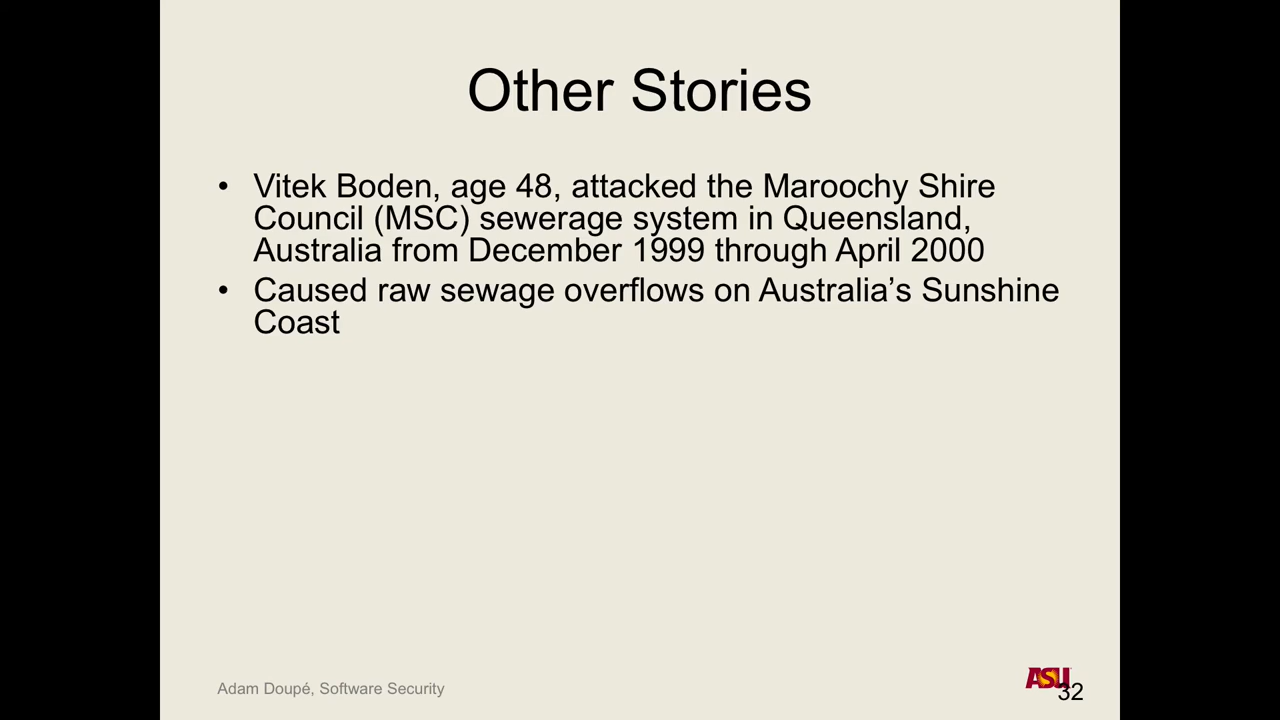 Other Stories
• Vitek Boden, age 48, attacked the Maroochy Shire
Council (MSC) sewerage system in Queensland,
Australia from December 1999 through April 2000
• Caused raw sewage overflows on Australia’s Sunshine
Coast
Adam Doupé, Software Security
ASU
32